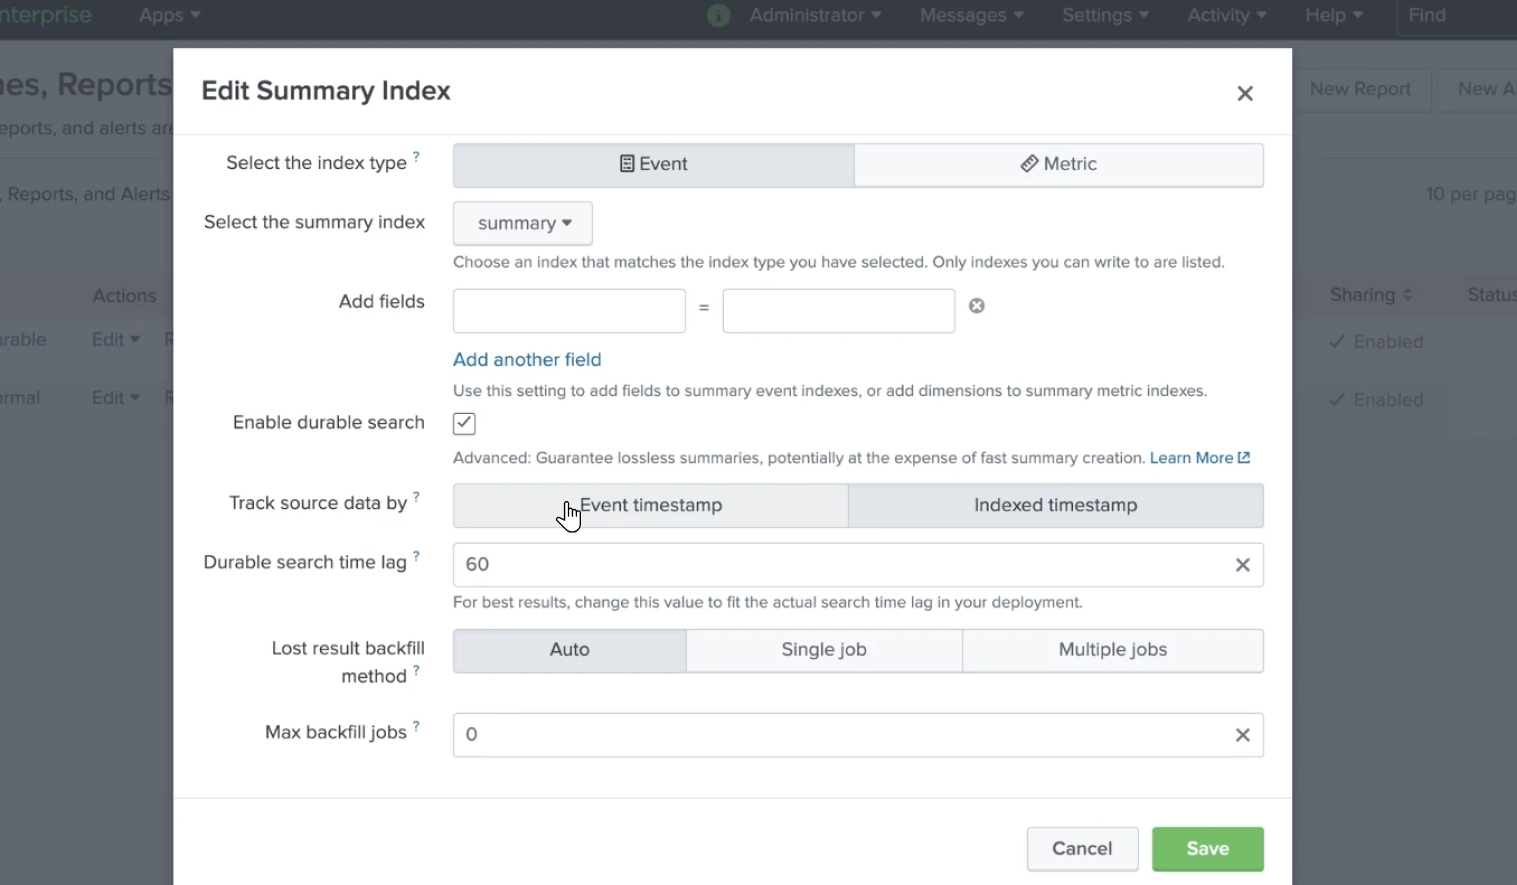 nterprise Apps Administrator Messages Settings Activity Help Find
nes, Reports
Edit Summary Index
New Report New A
eports, and alerts are
Select the index type ? Event Metric
, Reports, and Alerts
10 per pag
Select the summary index summary
Choose an index that matches the index type you have selected. Only indexes you can write to are listed.
Actions
Add fields =
Sharing Status
Add another field
urable Edit R
Enabled
Use this setting to add fields to summary event indexes, or add dimensions to summary metric indexes.
ormal Edit R
Enabled
Enable durable search
Advanced: Guarantee lossless summaries, potentially at the expense of fast summary creation. Learn More
Track source data by ? Event timestamp Indexed timestamp
Durable search time lag ? 60
For best results, change this value to fit the actual search time lag in your deployment.
Lost result backfill
method ?
Auto Single job Multiple jobs
Max backfill jobs ? 0
Cancel Save